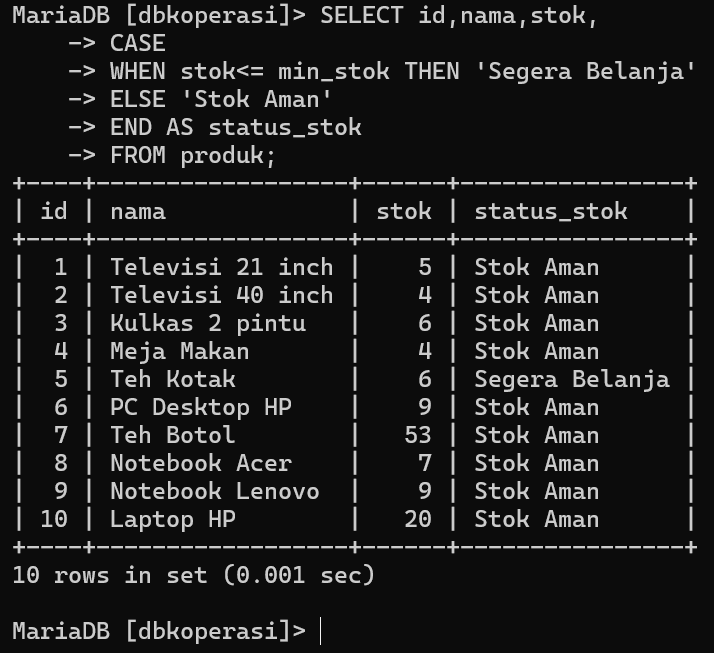 MariaDB [dbkoperasi]> SELECT id,nama,stok,
    -> CASE
    -> WHEN stok<= min_stok THEN 'Segera Belanja'
    -> ELSE 'Stok Aman'
    -> END AS status_stok
    -> FROM produk;
+----+------------------+------+----------------+
| id | nama             | stok | status_stok    |
+----+------------------+------+----------------+
|  1 | Televisi 21 inch |    5 | Stok Aman      |
|  2 | Televisi 40 inch |    4 | Stok Aman      |
|  3 | Kulkas 2 pintu   |    6 | Stok Aman      |
|  4 | Meja Makan       |    4 | Stok Aman      |
|  5 | Teh Kotak        |    6 | Segera Belanja |
|  6 | PC Desktop HP    |    9 | Stok Aman      |
|  7 | Teh Botol        |   53 | Stok Aman      |
|  8 | Notebook Acer    |    7 | Stok Aman      |
|  9 | Notebook Lenovo  |    9 | Stok Aman      |
| 10 | Laptop HP        |   20 | Stok Aman      |
+----+------------------+------+----------------+
10 rows in set (0.001 sec)
MariaDB [dbkoperasi]>